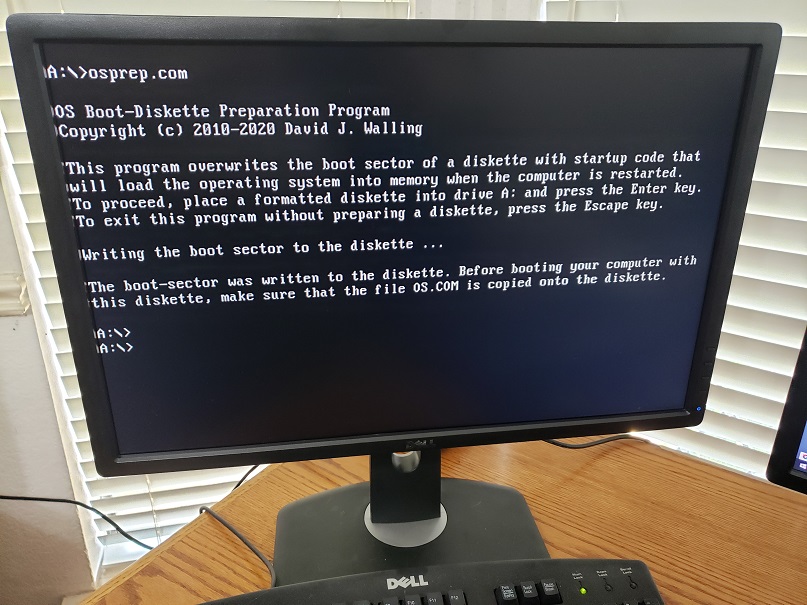 A:\>osprep.com
OS Boot-Diskette Preparation Program
Copyright (c) 2010-2020 David J. Walling
This program overwrites the boot sector of a diskette with startup code that
will load the operating system into memory when the computer is restarted.
To proceed, place a formatted diskette into drive A: and press the Enter key.
To exit this program without preparing a diskette, press the Escape key.
Writing the boot sector to the diskette ...
The boot-sector was written to the diskette. Before booting your computer with
this diskette, make sure that the file OS.COM is copied onto the diskette.
A:\>
A:\>
DELL
DELL